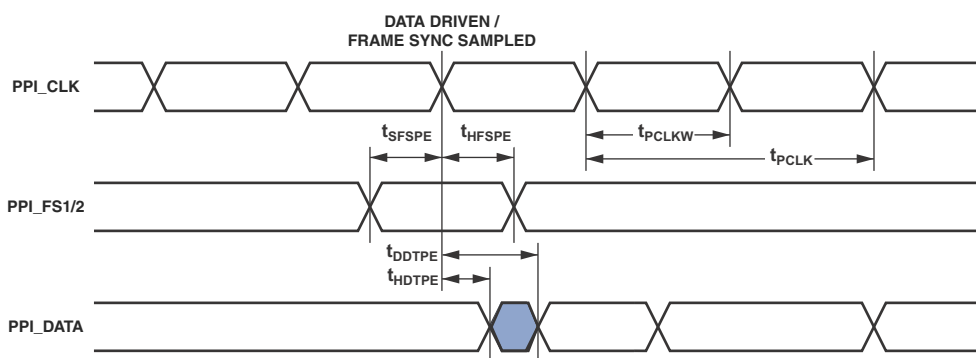 DATA DRIVEN /
FRAME SYNC SAMPLED
PPI_CLK
tSFSPE
tHFSPE
tPCLKW
tPCLK
PPI_FS1/2
tDDTPE
tHDTPE
PPI_DATA